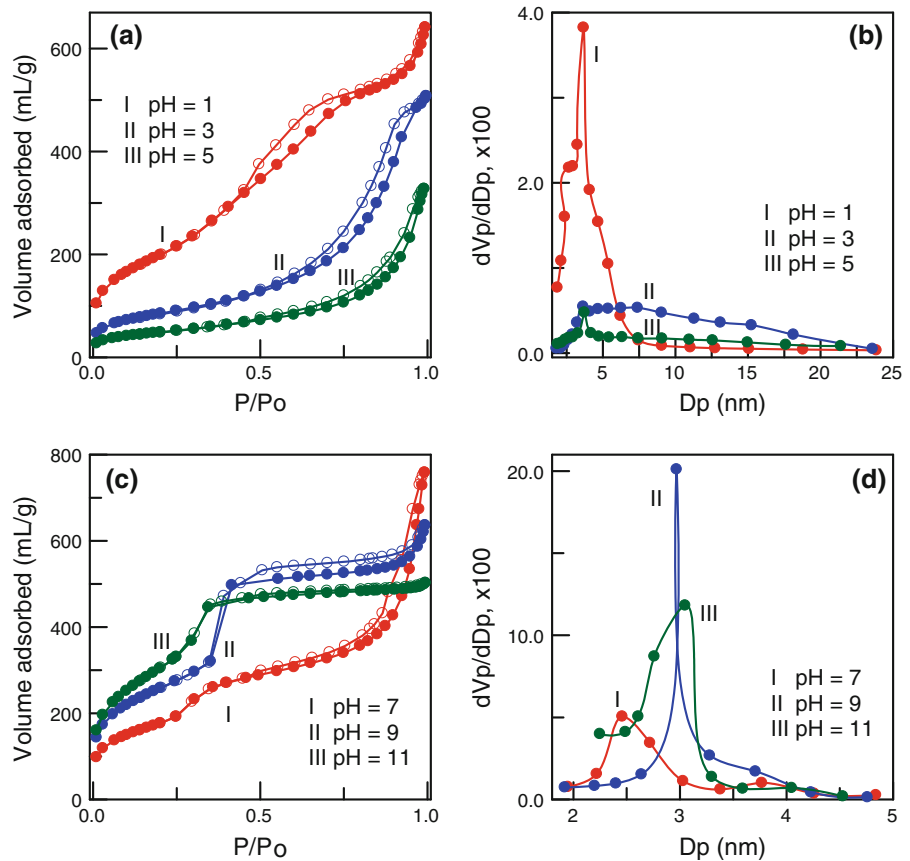 (a)
Volume adsorbed (mL/g)
600
400
200
0
I pH = 1
II pH = 3
III pH = 5
I
II
III
0.0 0.5 1.0
P/Po
(b)
dVp/dDp, x100
4.0
2.0
0.0
I
I pH = 1
II pH = 3
III pH = 5
II
III
5 10 15 20 25
Dp (nm)
(c)
Volume adsorbed (mL/g)
800
600
400
200
0
III
II
I
I pH = 7
II pH = 9
III pH = 11
0.0 0.5 1.0
P/Po
(d)
dVp/dDp, x100
20.0
10.0
0.0
II
III
I
I pH = 7
II pH = 9
III pH = 11
2 3 4 5
Dp (nm)